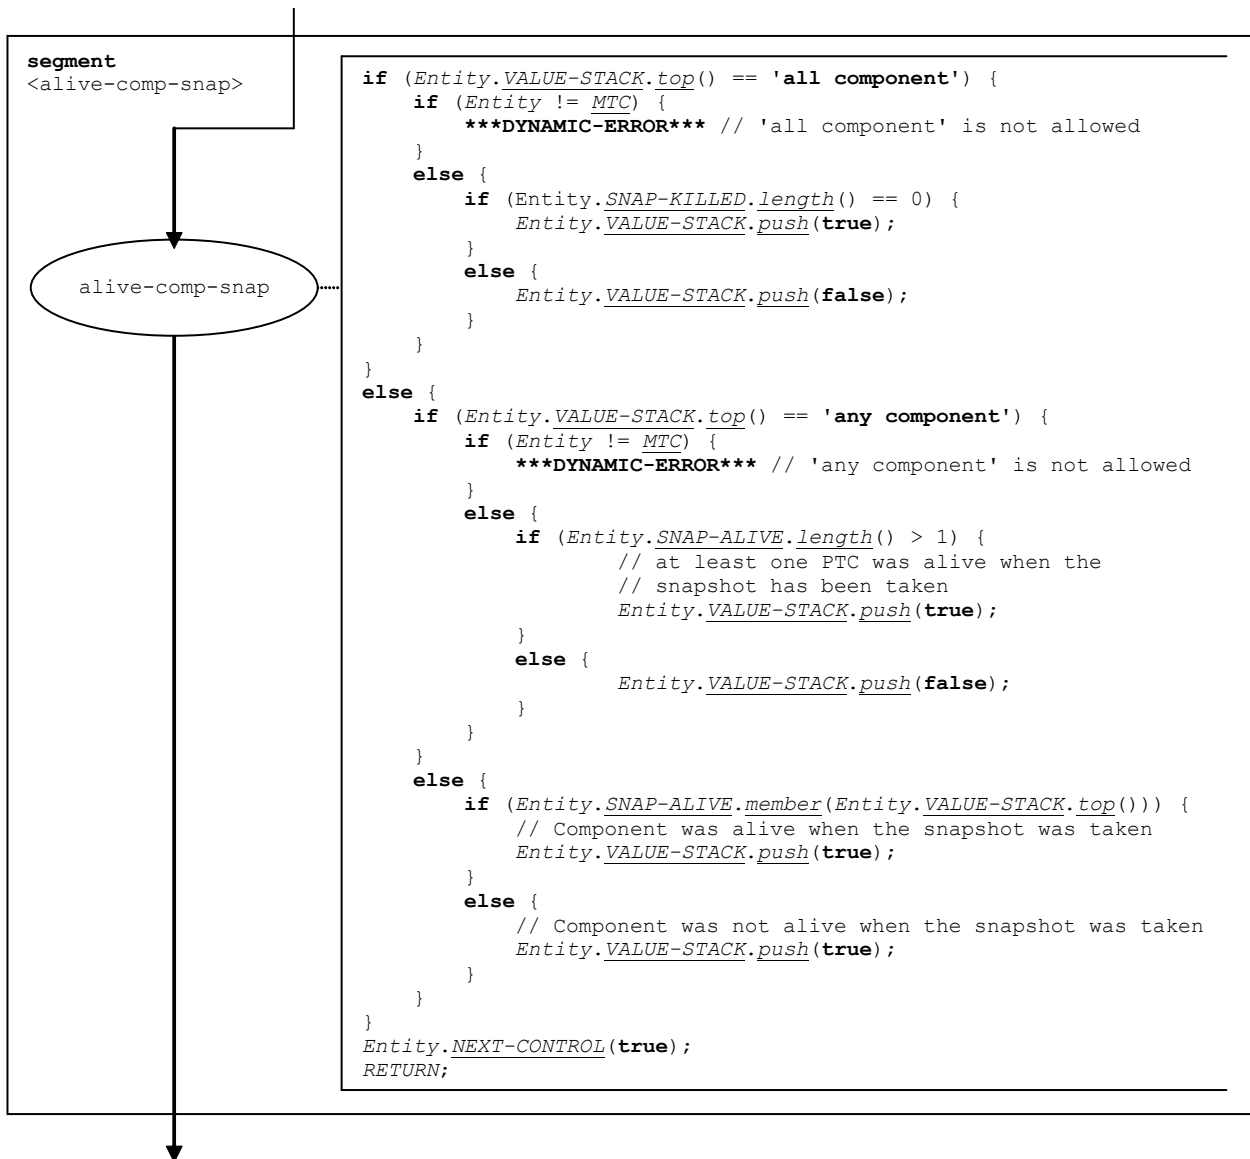 segment
<alive-comp-snap>
alive-comp-snap
if (Entity.VALUE-STACK.top() == 'all component') {
    if (Entity != MTC) {
        ***DYNAMIC-ERROR*** // 'all component' is not allowed
    }
    else {
        if (Entity.SNAP-KILLED.length() == 0) {
            Entity.VALUE-STACK.push(true);
        }
        else {
            Entity.VALUE-STACK.push(false);
        }
    }
}
else {
    if (Entity.VALUE-STACK.top() == 'any component') {
        if (Entity != MTC) {
            ***DYNAMIC-ERROR*** // 'any component' is not allowed
        }
        else {
            if (Entity.SNAP-ALIVE.length() > 1) {
                    // at least one PTC was alive when the
                    // snapshot has been taken
                    Entity.VALUE-STACK.push(true);
            }
            else {
                    Entity.VALUE-STACK.push(false);
            }
        }
    }
    else {
        if (Entity.SNAP-ALIVE.member(Entity.VALUE-STACK.top())) {
            // Component was alive when the snapshot was taken
            Entity.VALUE-STACK.push(true);
        }
        else {
            // Component was not alive when the snapshot was taken
            Entity.VALUE-STACK.push(true);
        }
    }
}
Entity.NEXT-CONTROL(true);
RETURN;